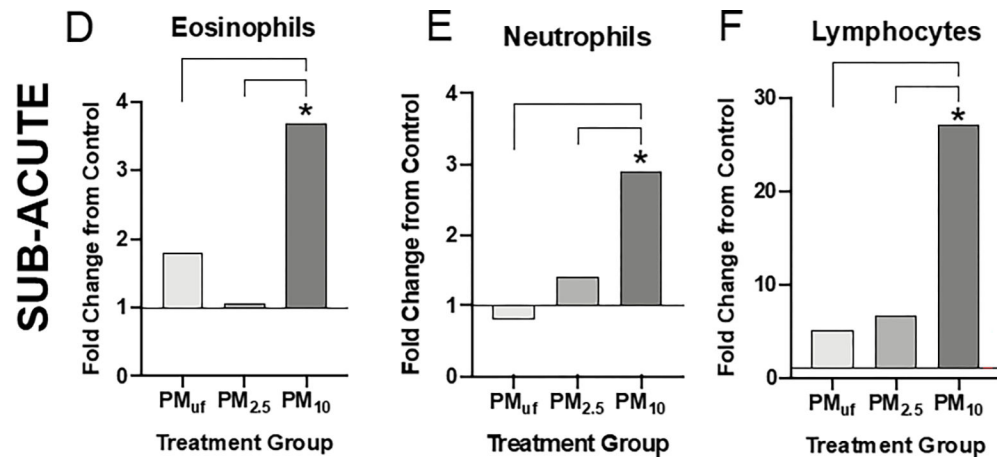 SUB-ACUTE
D
Eosinophils
Fold Change from Control
4
3
2
1
0
*
PMuf PM2.5 PM10
Treatment Group
E
Neutrophils
Fold Change from Control
4
3
2
1
0
*
PMuf PM2.5 PM10
Treatment Group
F
Lymphocytes
Fold Change from Control
30
20
10
0
*
PMuf PM2.5 PM10
Treatment Group